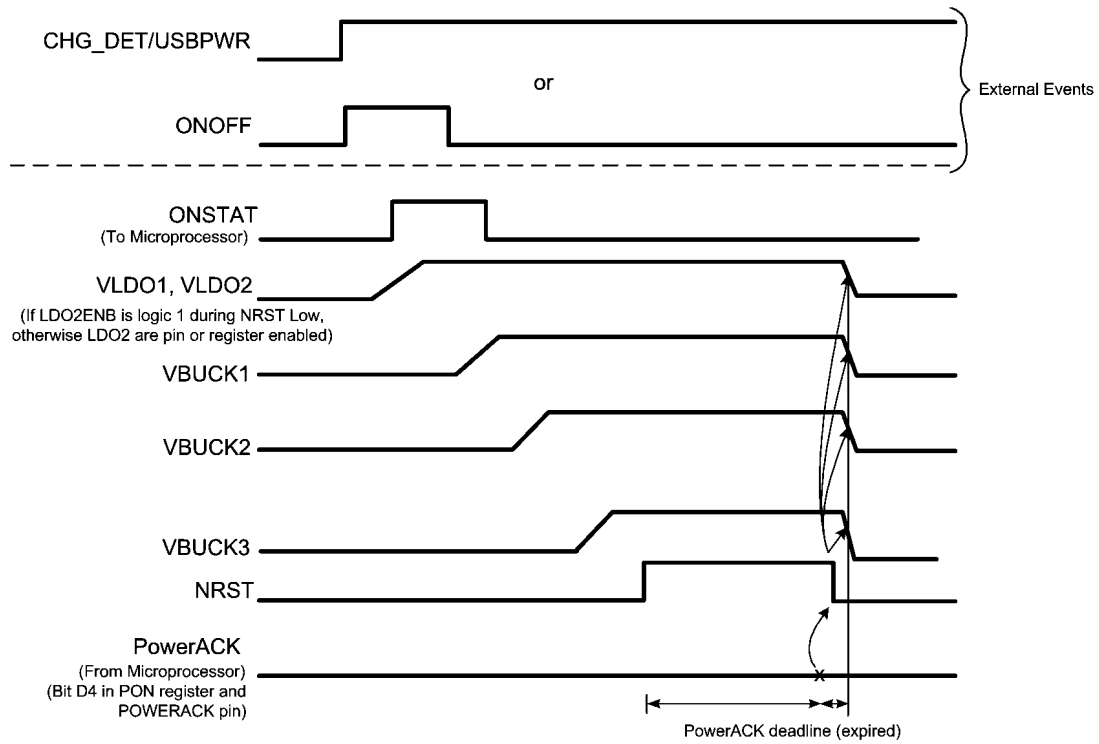 CHG_DET/USBPWR
or
External Events
ONOFF
ONSTAT
(To Microprocessor)
VLDO1, VLDO2
(If LDO2ENB is logic 1 during NRST Low,
otherwise LDO2 are pin or register enabled)
VBUCK1
VBUCK2
VBUCK3
NRST
PowerACK
(From Microprocessor)
(Bit D4 in PON register and
POWERACK pin)
x
PowerACK deadline (expired)